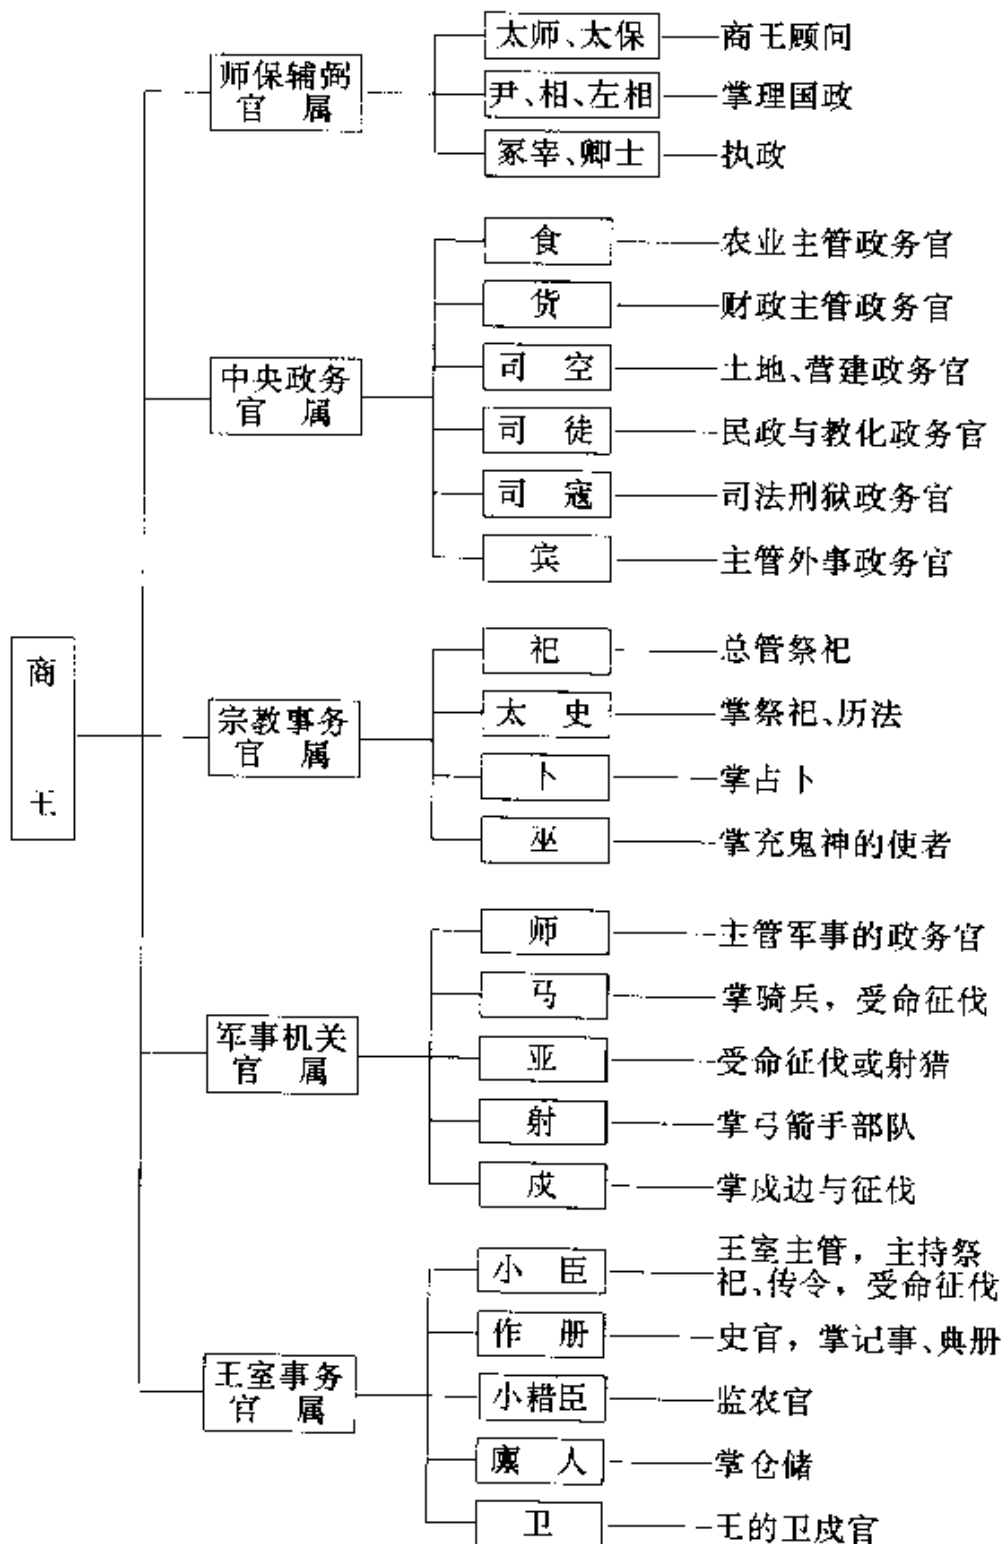 商王
师保辅弼
官属
太师、太保
商王顾问
尹、相、左相
掌理国政
冢宰、卿士
执政
中央政务
官属
食
农业主管政务官
货
财政主管政务官
司空
土地、营建政务官
司徒
民政与教化政务官
司寇
司法刑狱政务官
宾
主管外事政务官
宗教事务
官属
祀
总管祭祀
太史
掌祭祀、历法
卜
掌占卜
巫
掌充鬼神的使者
军事机关
官属
师
主管军事的政务官
马
掌骑兵，受命征伐
亚
受命征伐或射猎
射
掌弓箭手部队
戍
掌戍边与征伐
王室事务
官属
小臣
王室主管，主持祭
祀、传令，受命征伐
作册
史官，掌记事、典册
小耤臣
监农官
廪人
掌仓储
卫
王的卫戍官